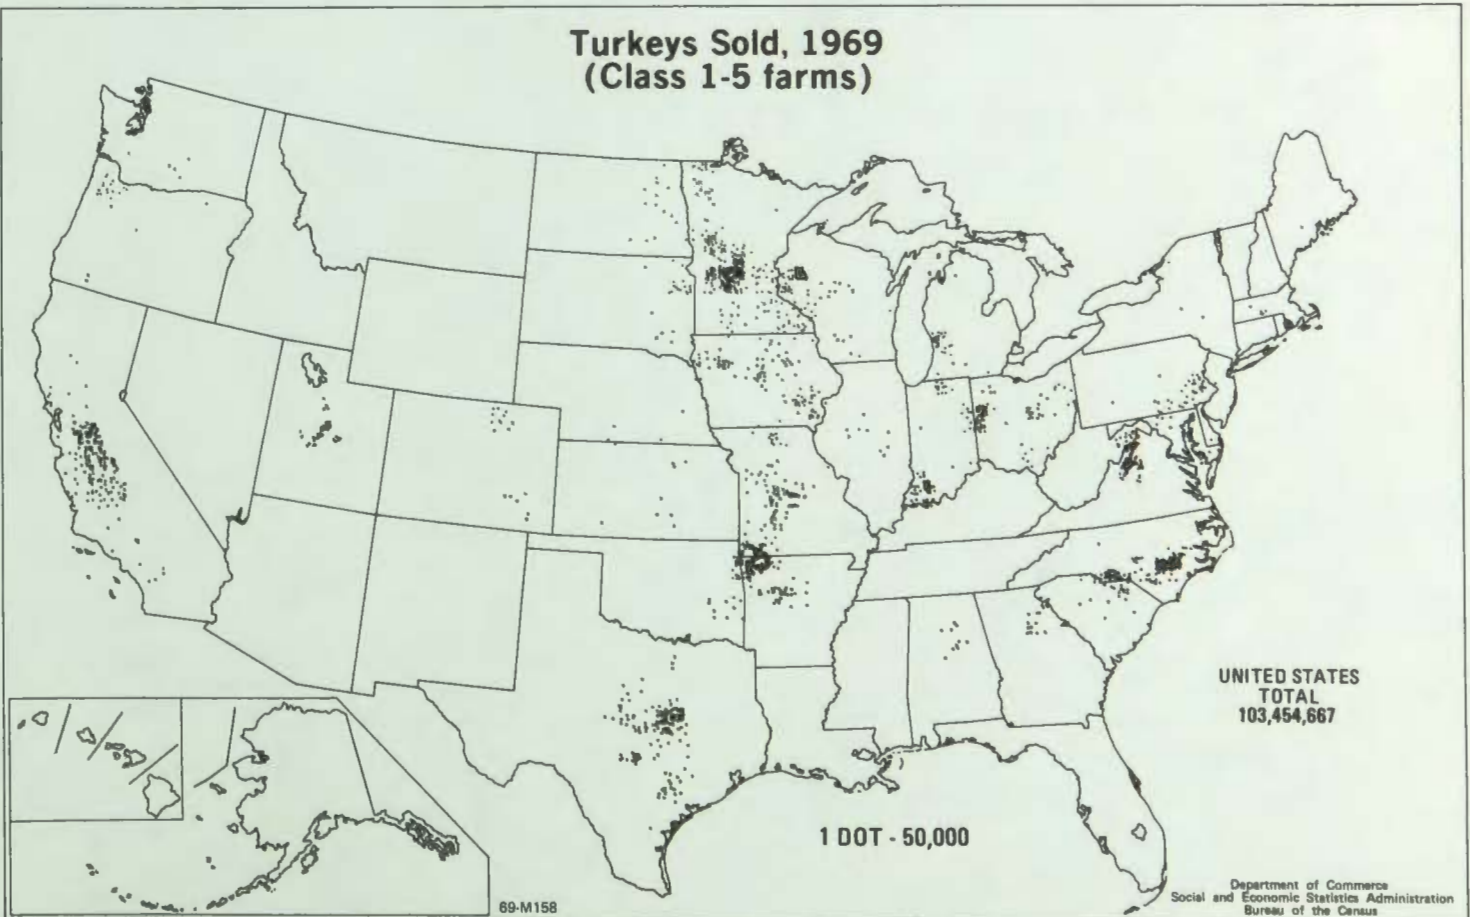 Turkeys Sold, 1969
(Class 1-5 farms)
UNITED STATES
TOTAL
103,454,667
1 DOT - 50,000
69-M158
Department of Commerce
Social and Economic Statistics Administration
Bureau of the Census